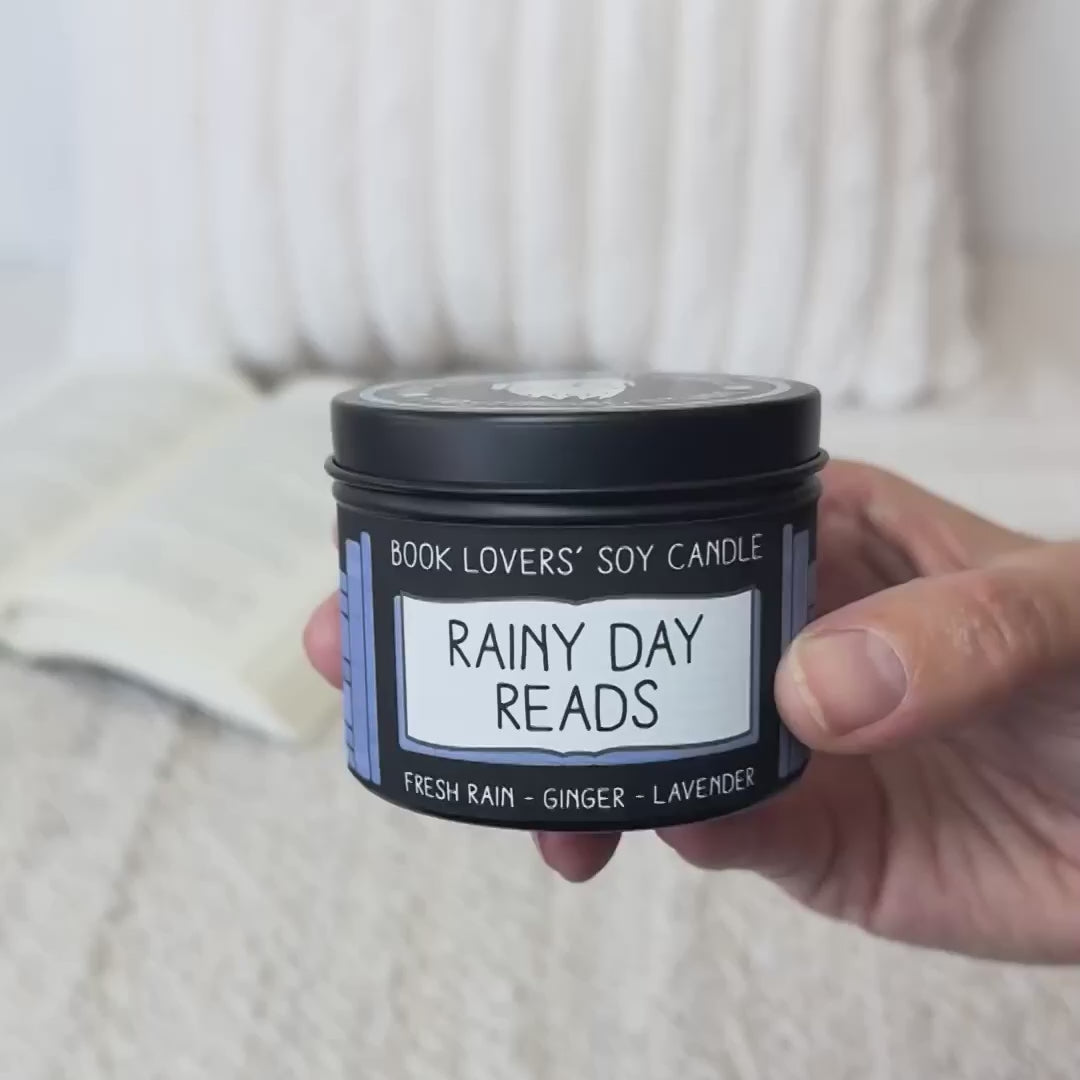 BOOK LOVERS' SOY CANDLE
RAINY DAY
READS
FRESH RAIN - GINGER - LAVENDER